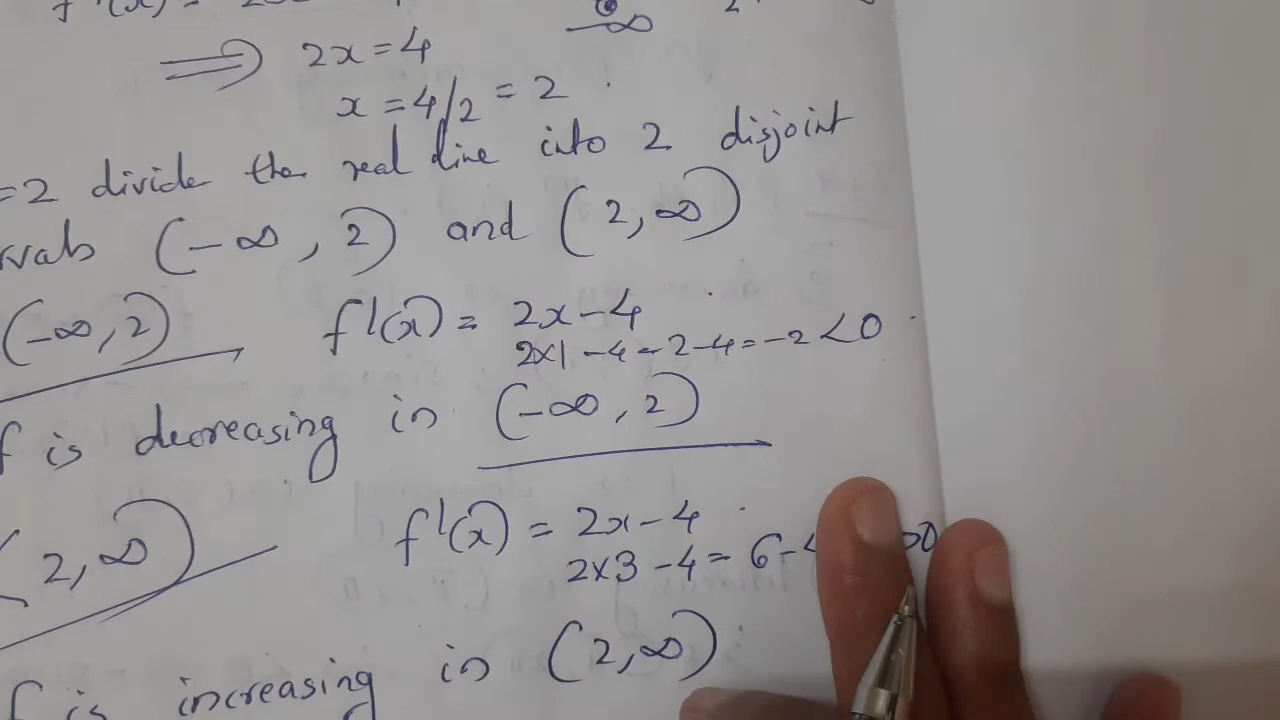 ⇒ 2x = 4
x = 4/2 = 2
=2 divide the real line into 2 disjoint
(-∞, 2) and (2, ∞)
(-∞, 2) f'(x) = 2x-4
2×1-4=2-4=-2<0
f is decreasing in (-∞, 2)
(2, ∞) f'(x) = 2x-4
2×3-4 = 6- >0
f is increasing in (2, ∞)